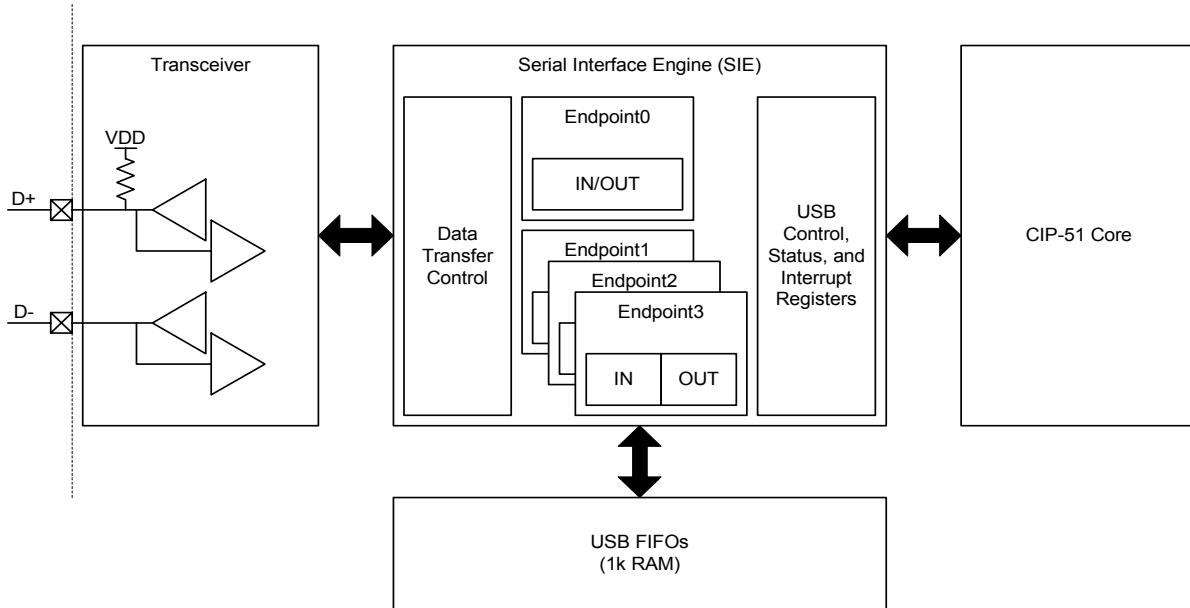 Transceiver
VDD
D+
D-
Serial Interface Engine (SIE)
Data
Transfer
Control
Endpoint0
IN/OUT
Endpoint1
Endpoint2
Endpoint3
IN
OUT
USB
Control,
Status, and
Interrupt
Registers
CIP-51 Core
USB FIFOs
(1k RAM)